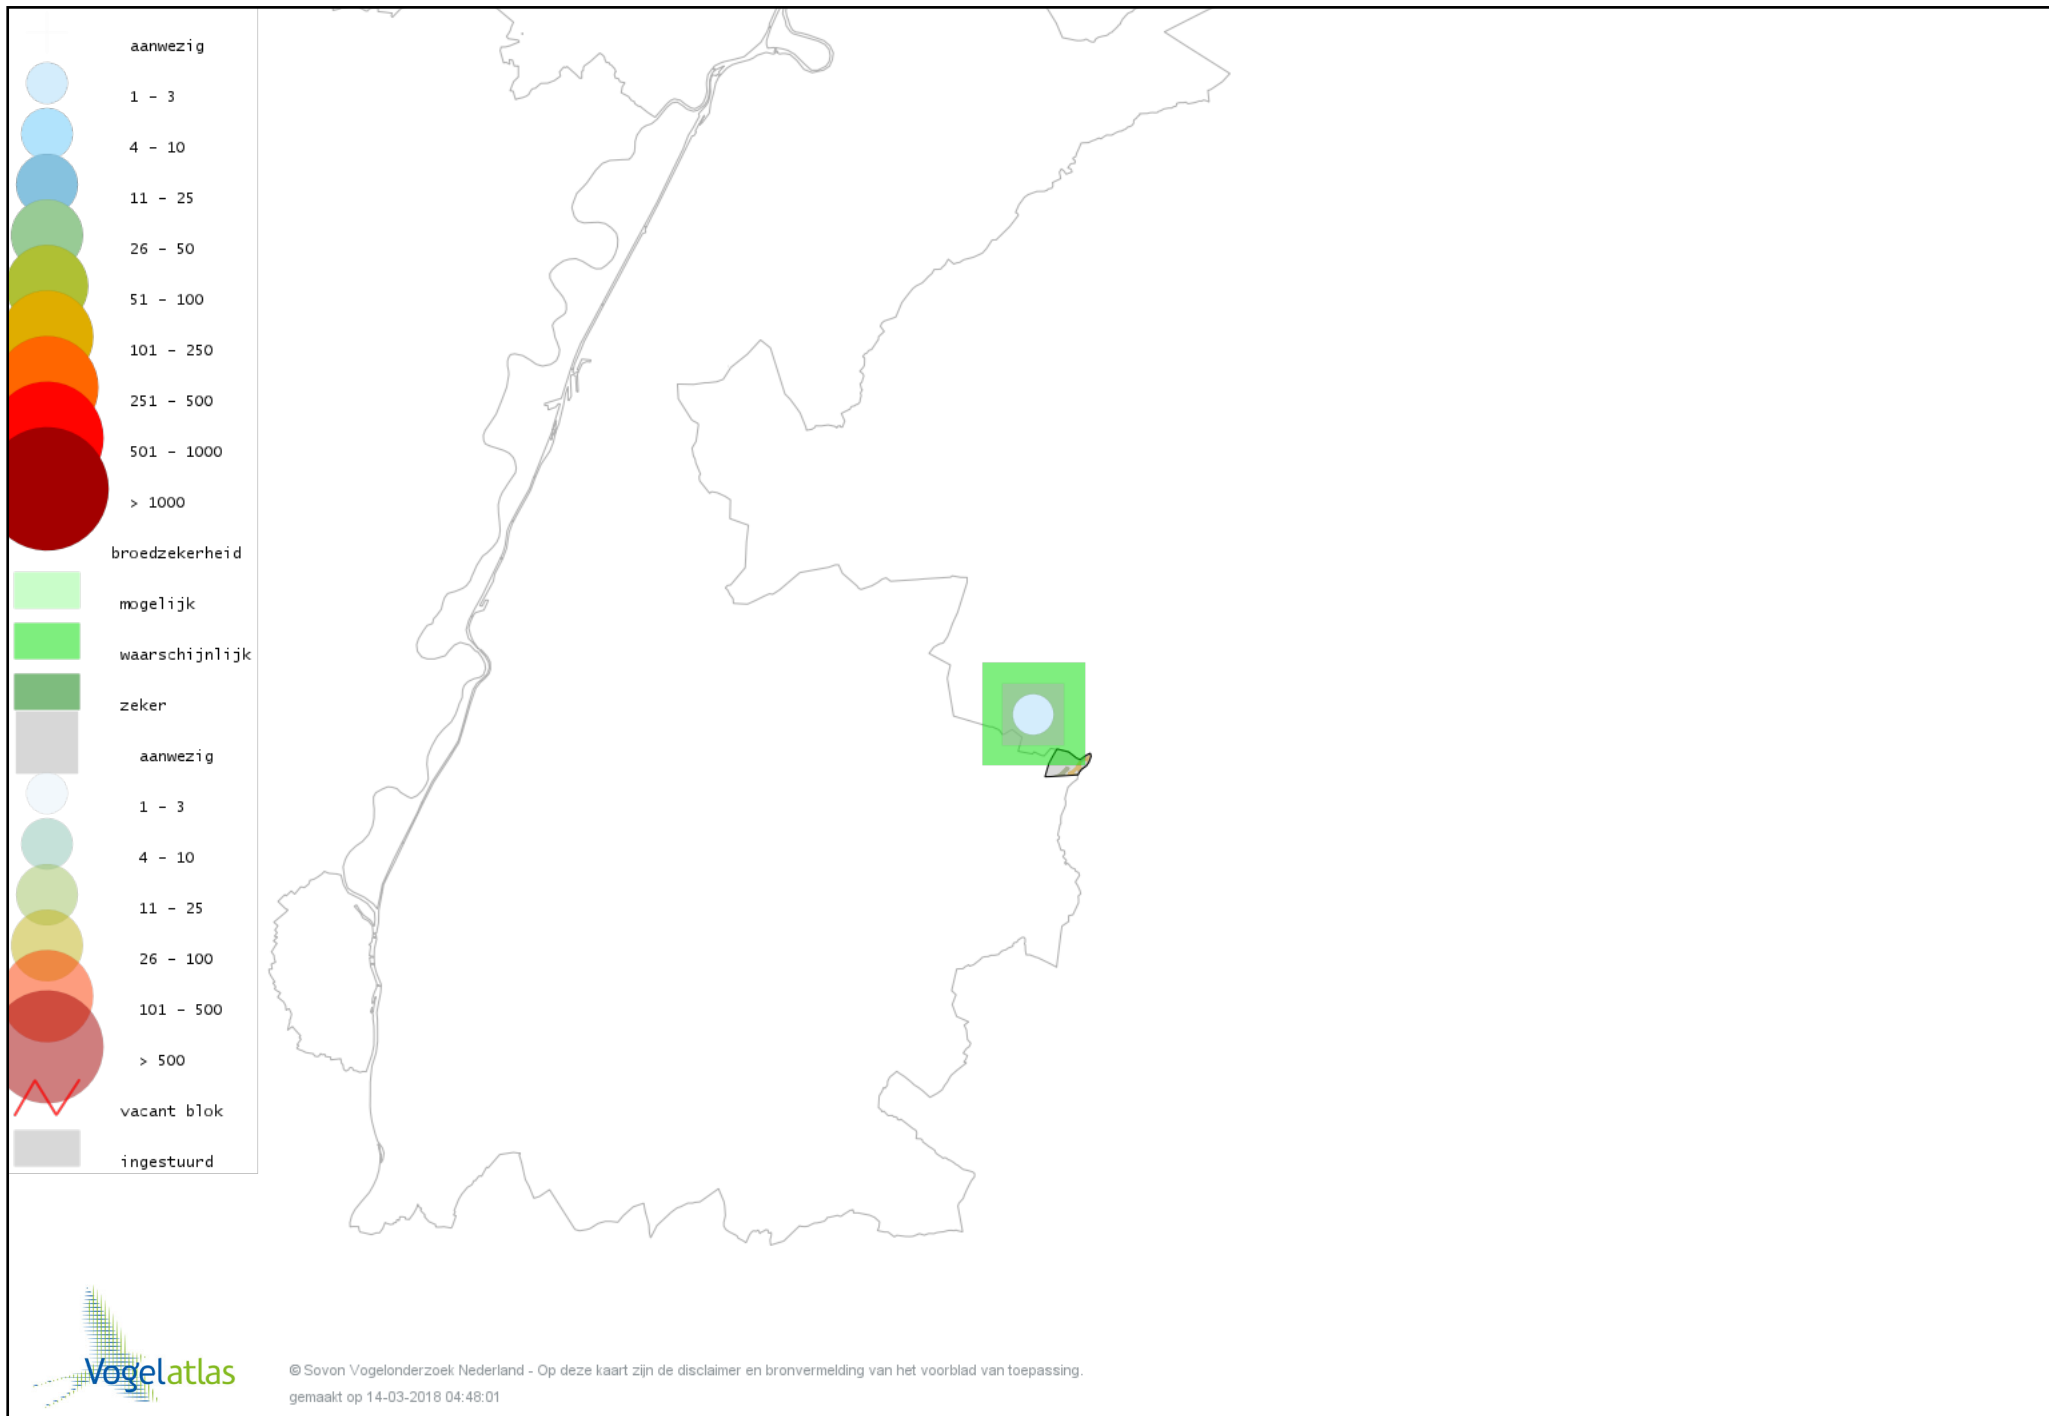 aanwezig
1 - 3
4 - 10
11 - 25
26 - 50
51 - 100
101 - 250
251 - 500
501 - 1000
> 1000
broedzekerheid
mogelijk
waarschijnlijk
zeker
aanwezig
1 - 3
4 - 10
11 - 25
26 - 100
101 - 500
> 500
vacant blok
ingestuurd
Vogelatlas
© Sovon Vogelonderzoek Nederland - Op deze kaart zijn de disclaimer en bronvermelding van het voorblad van toepassing.
gemaakt op 14-03-2018 04:48:01